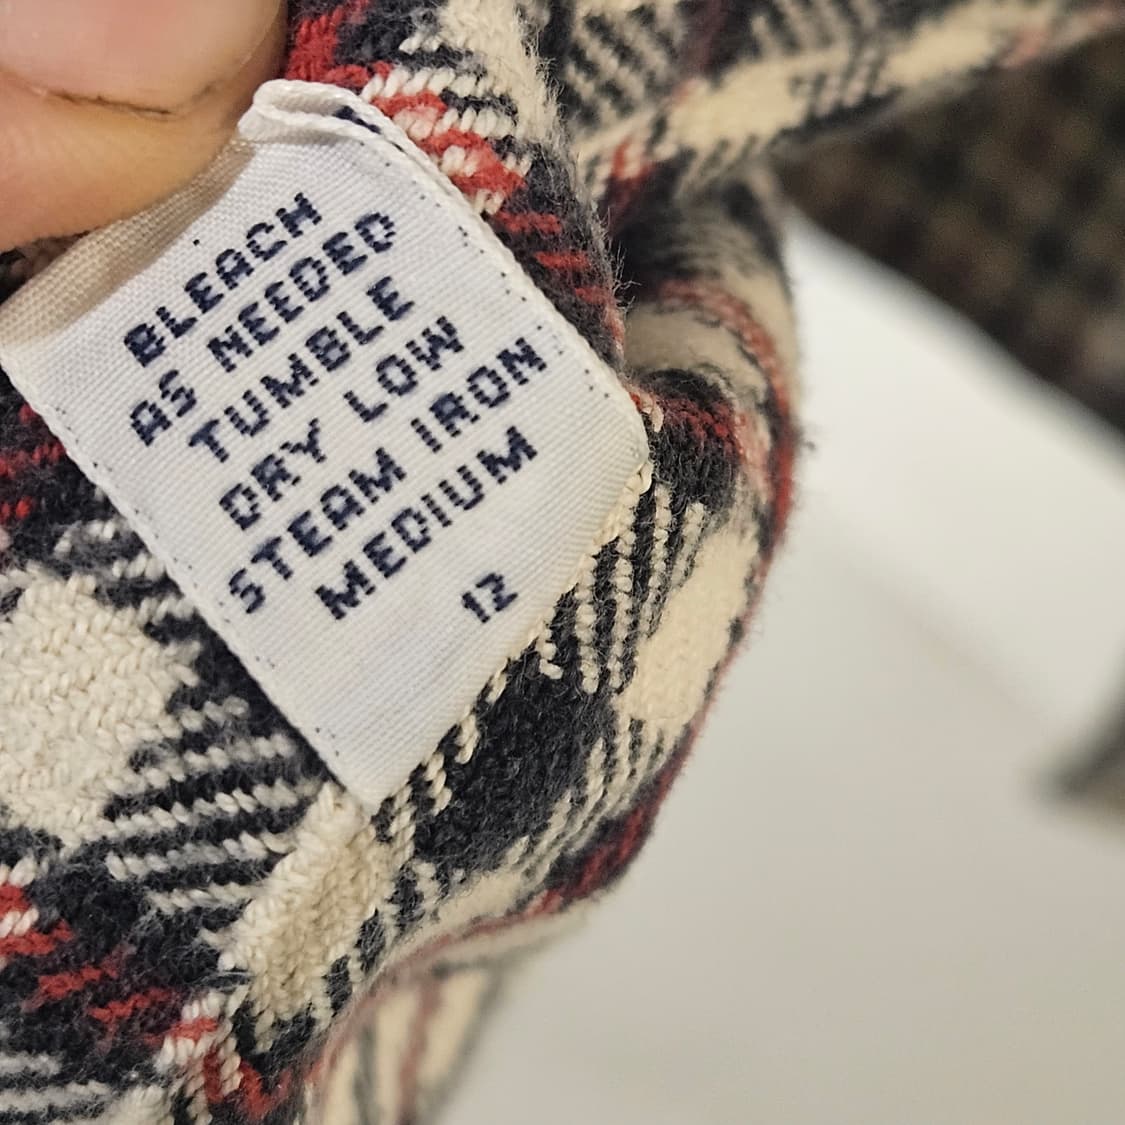 BLEACH
AS NEEDED
TUMBLE
DRY LOW
STEAM IRON
MEDIUM
12